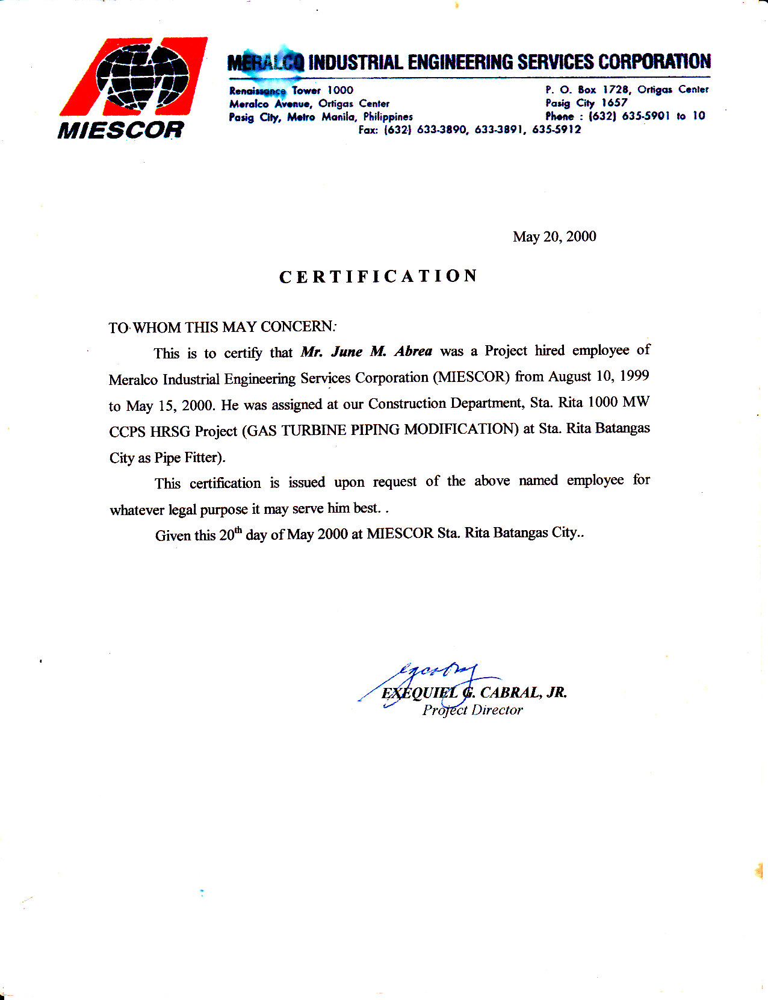 MERALCO INDUSTRIAL ENGINEERING SERVICES CORPORATION
Renaissance Tower 1000
Meralco Avenue, Ortigas Center
Pasig City, Metro Manila, Philippines
P. O. Box 1728, Ortigas Center
Pasig City 1657
Phone : (632) 635-5901 to 10
Fax: (632) 633-3890, 633-3891, 635-5912
MIESCOR
May 20, 2000
CERTIFICATION
TO WHOM THIS MAY CONCERN:
This is to certify that Mr. June M. Abrea was a Project hired employee of
Meralco Industrial Engineering Services Corporation (MIESCOR) from August 10, 1999
to May 15, 2000. He was assigned at our Construction Department, Sta. Rita 1000 MW
CCPS HRSG Project (GAS TURBINE PIPING MODIFICATION) at Sta. Rita Batangas
City as Pipe Fitter).
This certification is issued upon request of the above named employee for
whatever legal purpose it may serve him best. .
Given this 20th day of May 2000 at MIESCOR Sta. Rita Batangas City..
EXEQUIEL G. CABRAL, JR.
Project Director